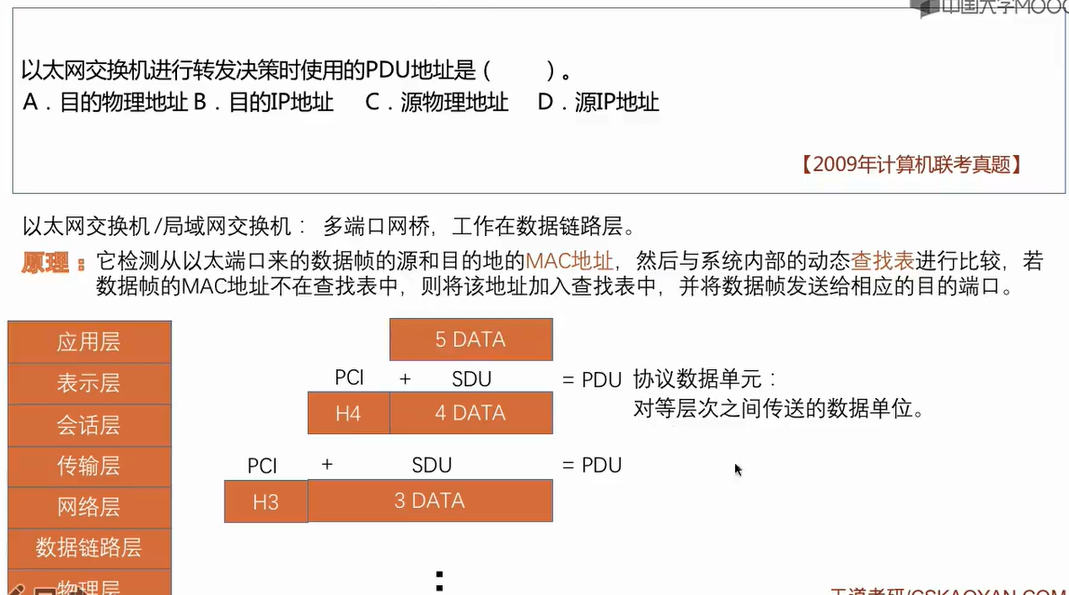 中国大学MOOC
以太网交换机进行转发决策时使用的PDU地址是（ ）。
A．目的物理地址 B．目的IP地址 C．源物理地址 D．源IP地址
【2009年计算机联考真题】
以太网交换机/局域网交换机： 多端口网桥，工作在数据链路层。
原理：它检测从以太端口来的数据帧的源和目的地的MAC地址，然后与系统内部的动态查找表进行比较，若
数据帧的MAC地址不在查找表中，则将该地址加入查找表中，并将数据帧发送给相应的目的端口。
应用层
表示层
会话层
传输层
网络层
数据链路层
物理层
5 DATA
PCI + SDU = PDU 协议数据单元：
H4 4 DATA 对等层次之间传送的数据单位。
PCI + SDU = PDU
H3 3 DATA
王道考研/CSKAOYAN.COM